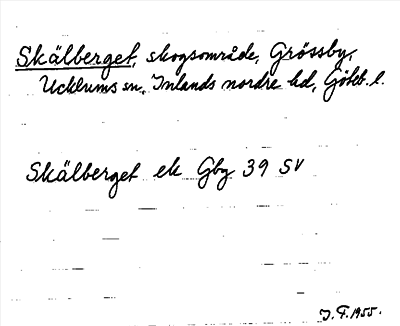 Skälberget, skogsområde, Grössby,
Ucklums sn, Inlands nordre hd, Göteb. l.
Skälberget ek Gbg 39 SV
J. F. 1955.